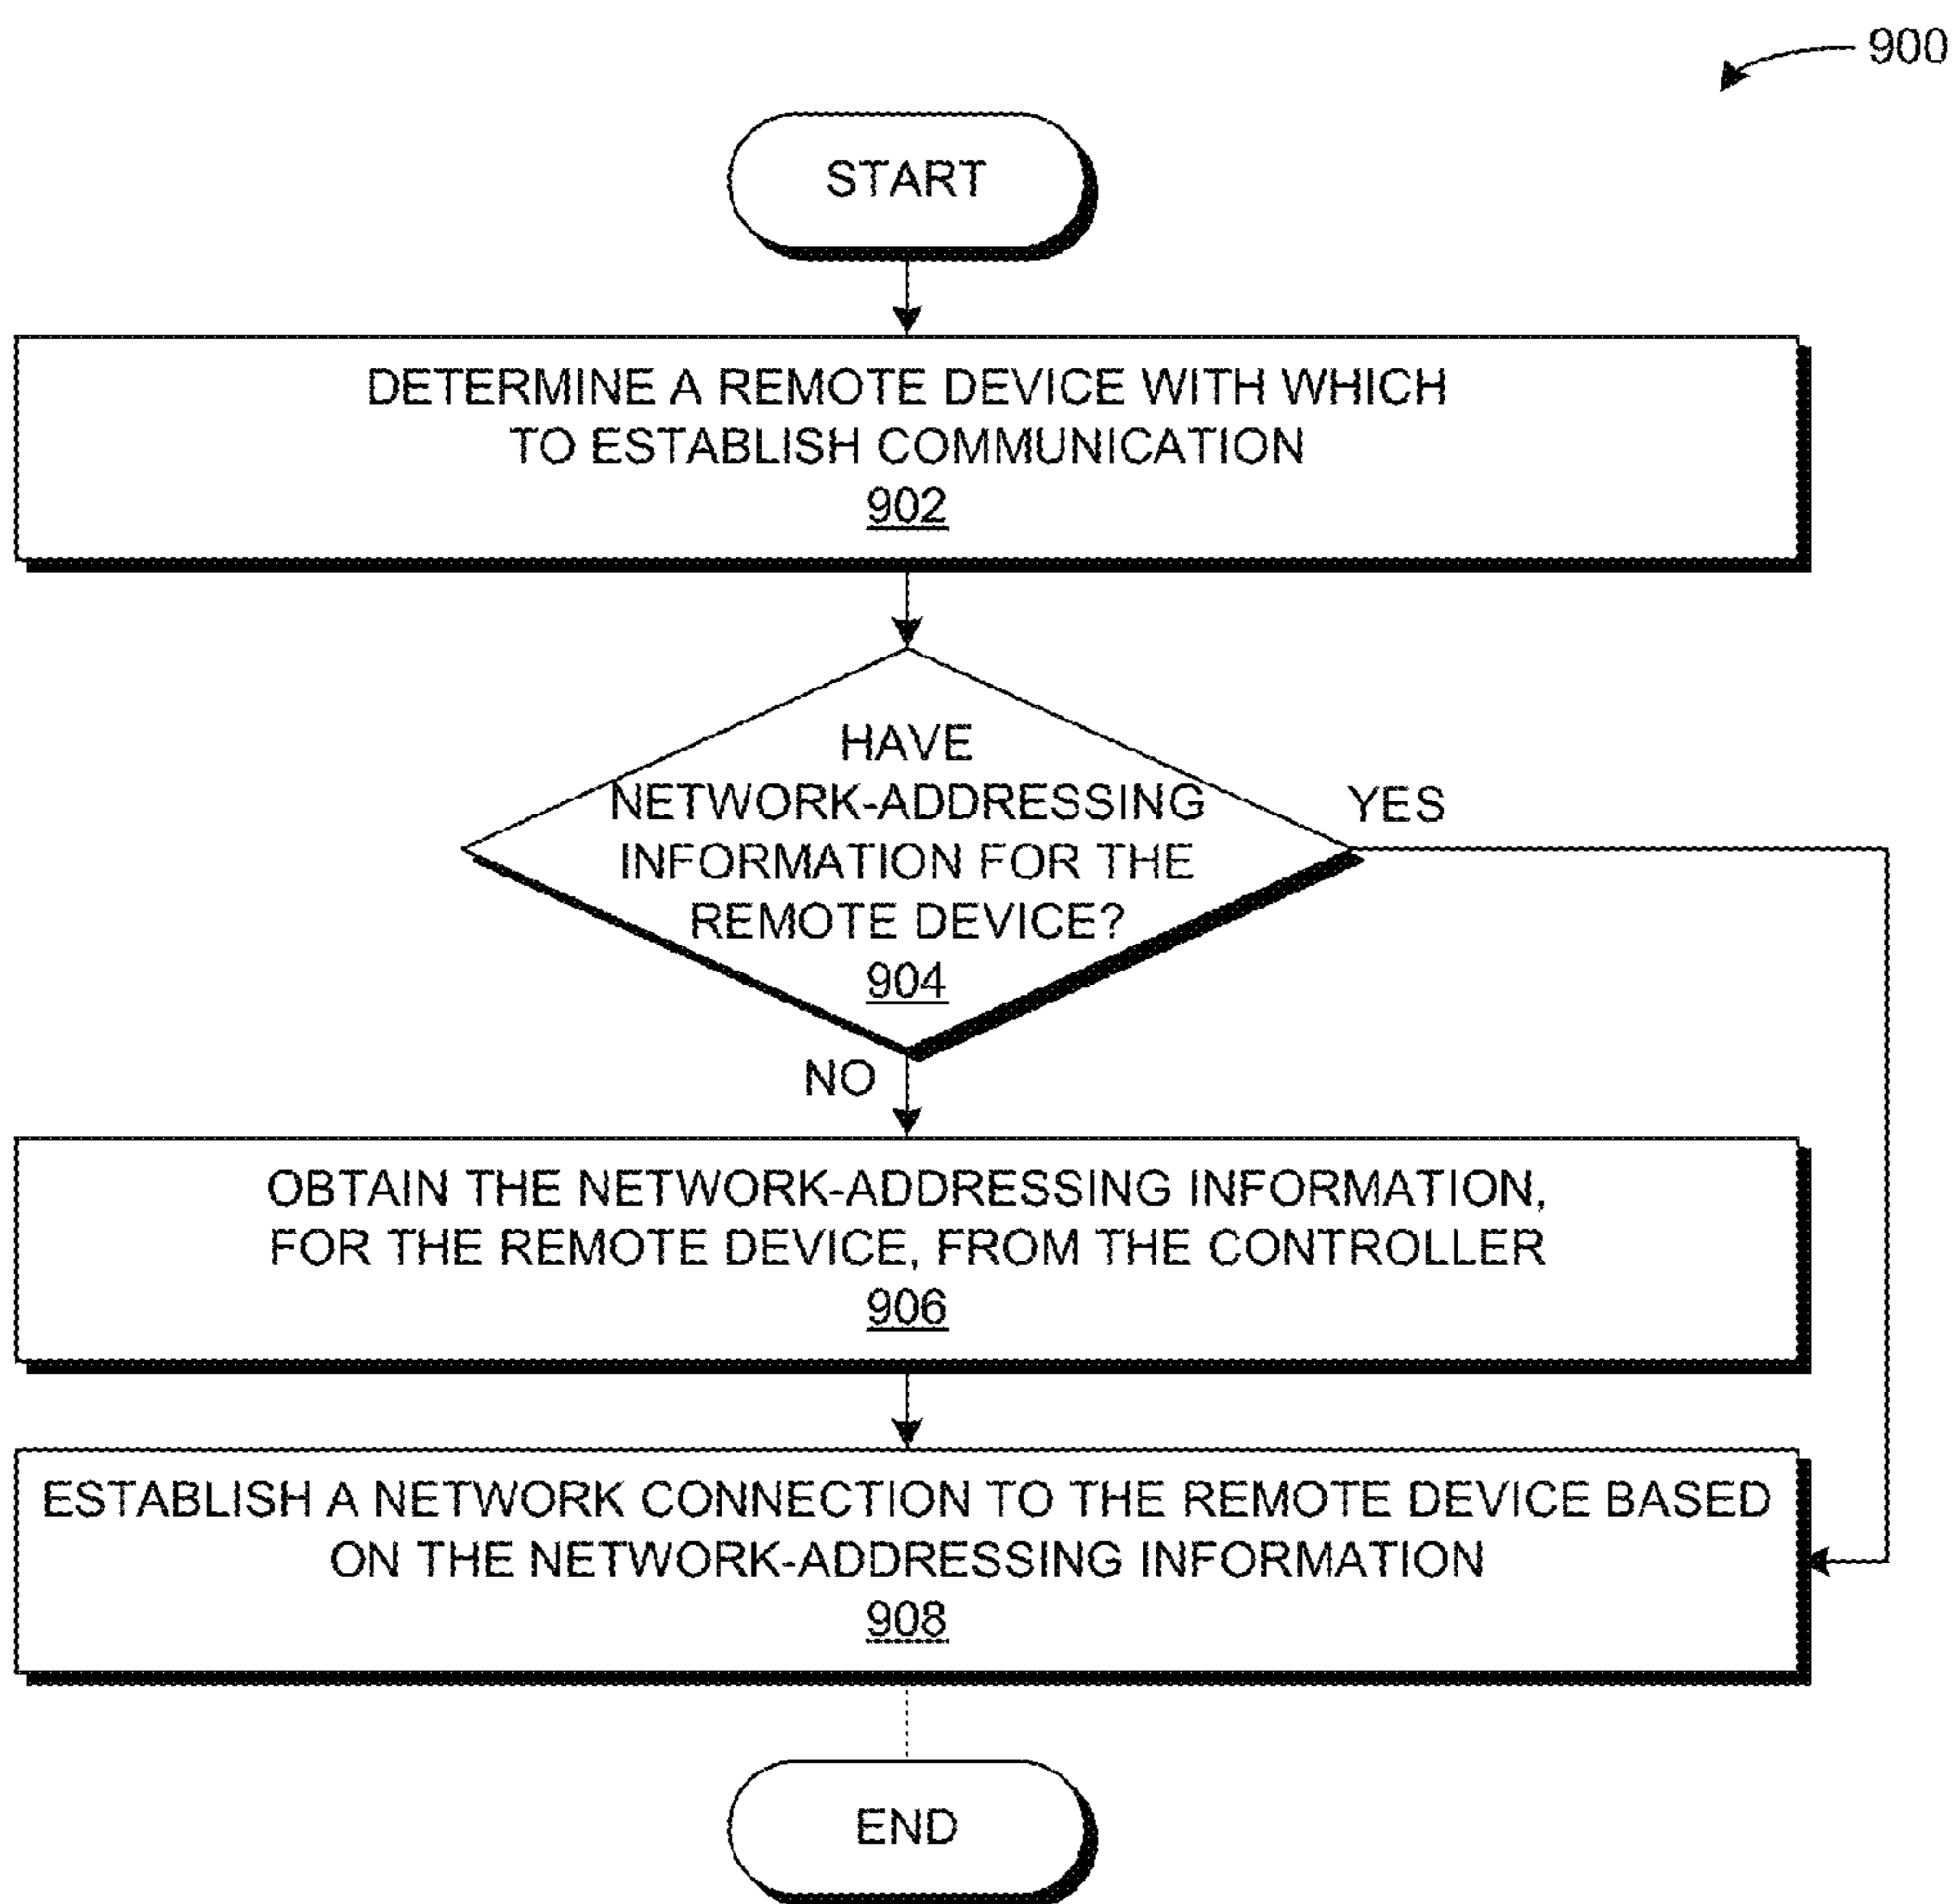 900
START
DETERMINE A REMOTE DEVICE WITH WHICH
TO ESTABLISH COMMUNICATION
902
HAVE
NETWORK-ADDRESSING
INFORMATION FOR THE
REMOTE DEVICE?
904
YES
NO
OBTAIN THE NETWORK-ADDRESSING INFORMATION,
FOR THE REMOTE DEVICE, FROM THE CONTROLLER
906
ESTABLISH A NETWORK CONNECTION TO THE REMOTE DEVICE BASED
ON THE NETWORK-ADDRESSING INFORMATION
908
END